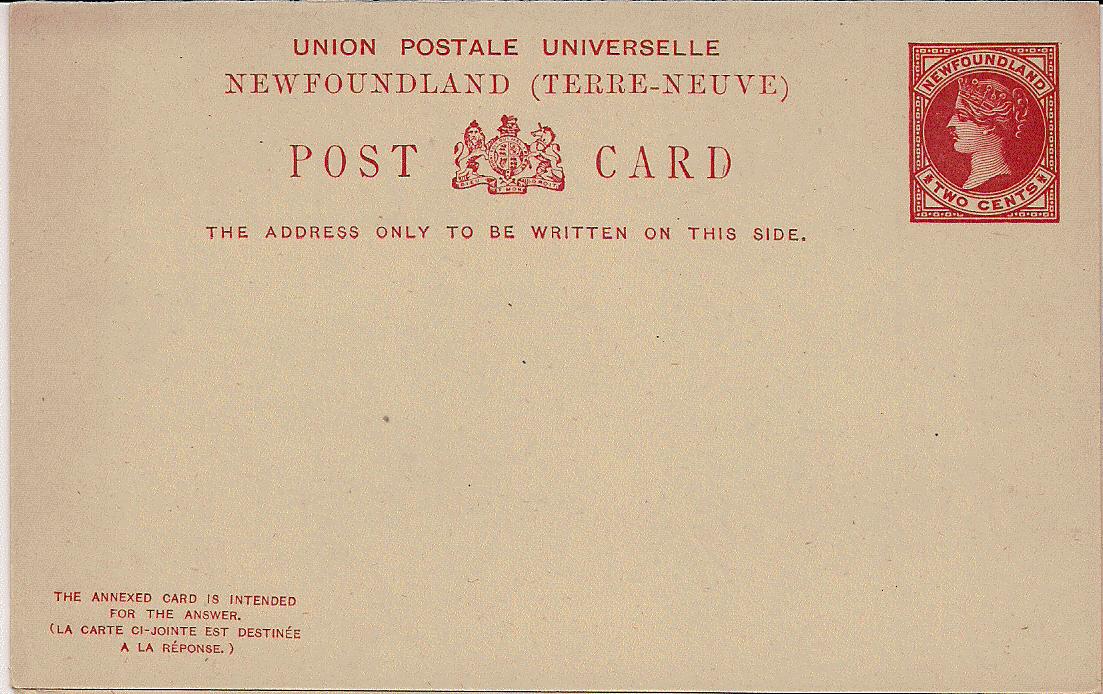 UNION POSTALE UNIVERSELLE
NEWFOUNDLAND (TERRE-NEUVE)
POST CARD
THE ADDRESS ONLY TO BE WRITTEN ON THIS SIDE.
NEWFOUNDLAND
TWO CENTS
THE ANNEXED CARD IS INTENDED
FOR THE ANSWER.
(LA CARTE CI-JOINTE EST DESTINÉE
A LA RÉPONSE.)